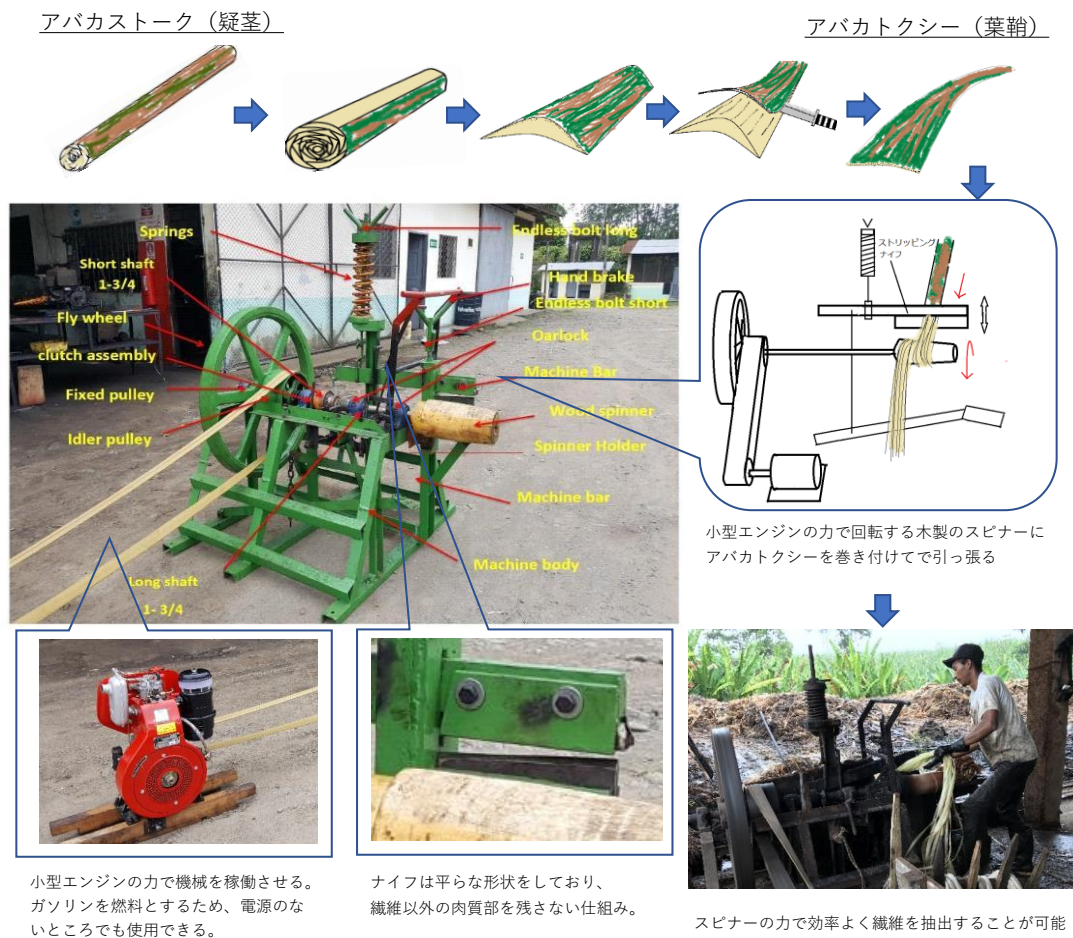 アバカストーク（疑茎）
アバカトクシー（葉鞘）
Springs
Short shaft
1-3/4
Fly wheel
clutch assembly
Fixed pulley
Idler pulley
Endless bolt long
Hand brake
Endless bolt short
Oarlock
Machine Bar
Wood spinner
Spinner Holder
Machine bar
Machine body
Long shaft
1- 3/4
ストリッピング
ナイフ
小型エンジンの力で回転する木製のスピナーに
アバカトクシーを巻き付けてで引っ張る
小型エンジンの力で機械を稼働させる。
ガソリンを燃料とするため、電源のな
いところでも使用できる。
ナイフは平らな形状をしており、
繊維以外の肉質部を残さない仕組み。
スピナーの力で効率よく繊維を抽出することが可能